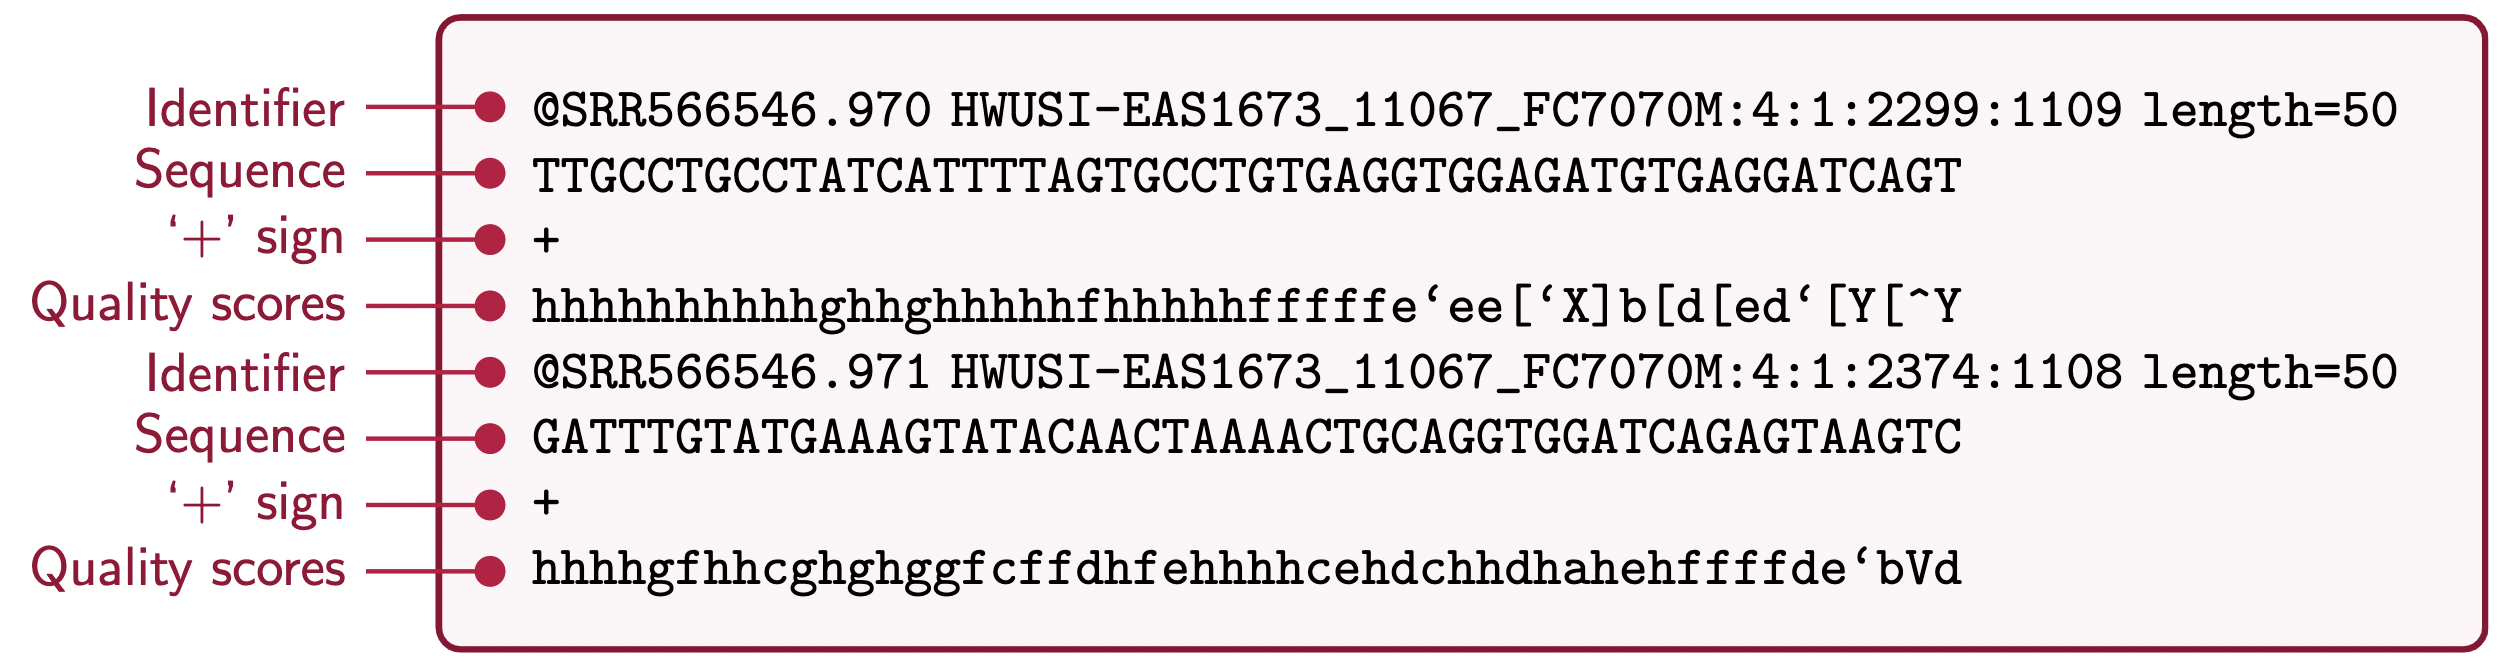 Identifier @SRR566546.970 HWUSI-EAS1673_11067_FC7070M:4:1:2299:1109 length=50
Sequence TTGCCTGCCTATCATTTTAGTGCCTGTGAGGTGGAGATGTGAGGATCAGT
‘+’ sign +
Quality scores hhhhhhhhhhghhghhhhhfhhhhhfffffe‘ee[‘X]b[d[ed‘[Y[^Y
Identifier @SRR566546.971 HWUSI-EAS1673_11067_FC7070M:4:1:2374:1108 length=50
Sequence GATTTGTATGAAAGTATACAACTAAAACTGCAGGTGGATCAGAGTAAGTC
‘+’ sign +
Quality scores hhhhgfhhcghghggfcffdhfehhhhcehdchhdhahehffffde‘bVd